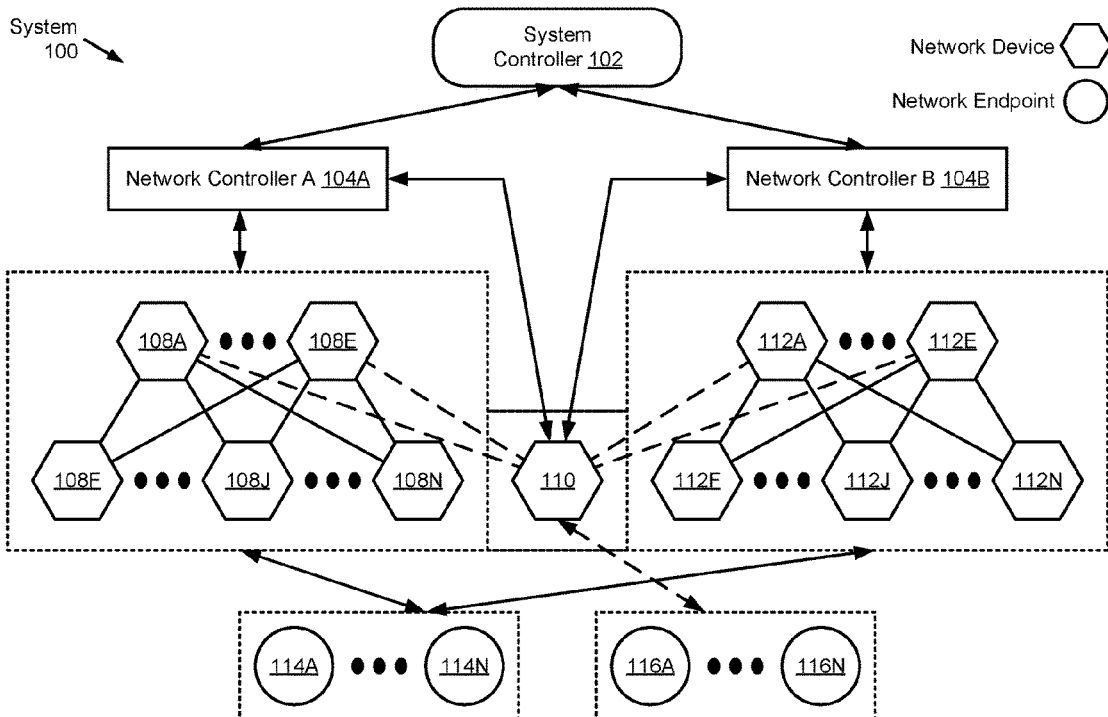 System
100
System
Controller 102
Network Device
Network Endpoint
Network Controller A 104A
Network Controller B 104B
108A
108E
112A
112E
108F
108J
108N
110
112F
112J
112N
114A
114N
116A
116N